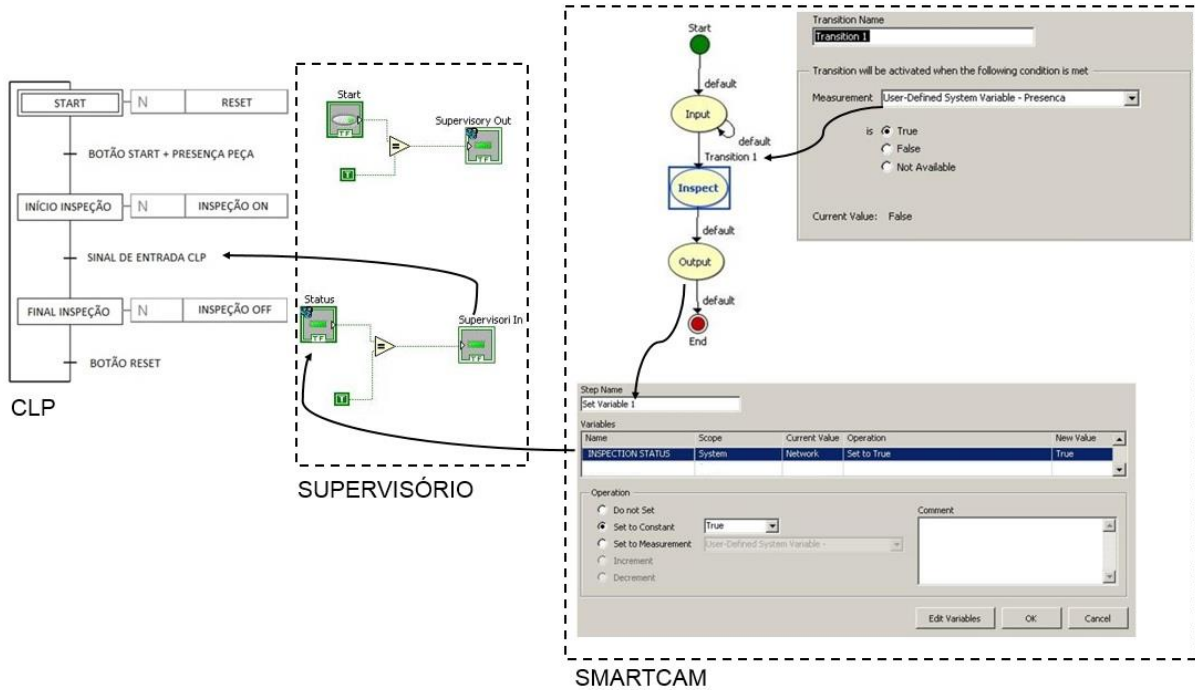 START
N
RESET
BOTÃO START + PRESENÇA PEÇA
INÍCIO INSPEÇÃO
N
INSPEÇÃO ON
SINAL DE ENTRADA CLP
FINAL INSPEÇÃO
N
INSPEÇÃO OFF
BOTÃO RESET
CLP
Start
TF
Supervisory Out
TF
=
T
Status
TF
Supervisori In
TF
T
SUPERVISÓRIO
Start
default
Input
default
Transition 1
Inspect
default
Output
default
End
Transition Name
Transition 1
Transition will be activated when the following condition is met
Measurement User-Defined System Variable - Presenca
is True
False
Not Available
Current Value: False
Step Name
Set Variable 1
Variables
Name Scope Current Value Operation New Value
INSPECTION STATUS System Network Set to True True
Operation
Do not Set
Set to Constant True
Set to Measurement User-Defined System Variable -
Increment
Decrement
Comment
Edit Variables OK Cancel
SMARTCAM